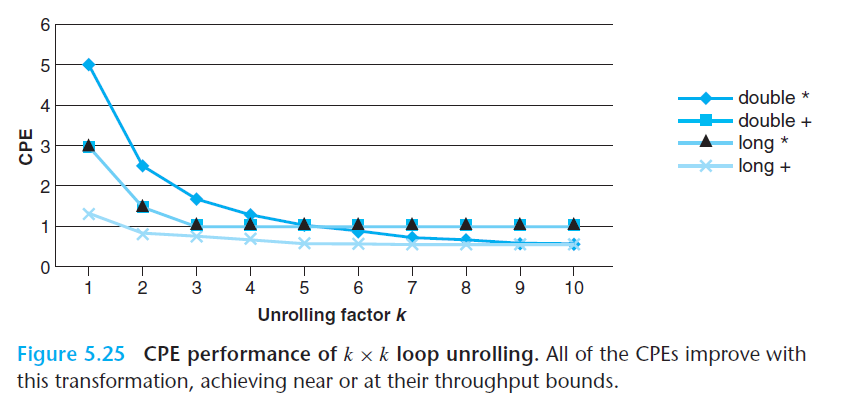 6
5
4
3
2
1
0
CPE
1 2 3 4 5 6 7 8 9 10
Unrolling factor k
double *
double +
long *
long +
Figure 5.25 CPE performance of k × k loop unrolling. All of the CPEs improve with
this transformation, achieving near or at their throughput bounds.